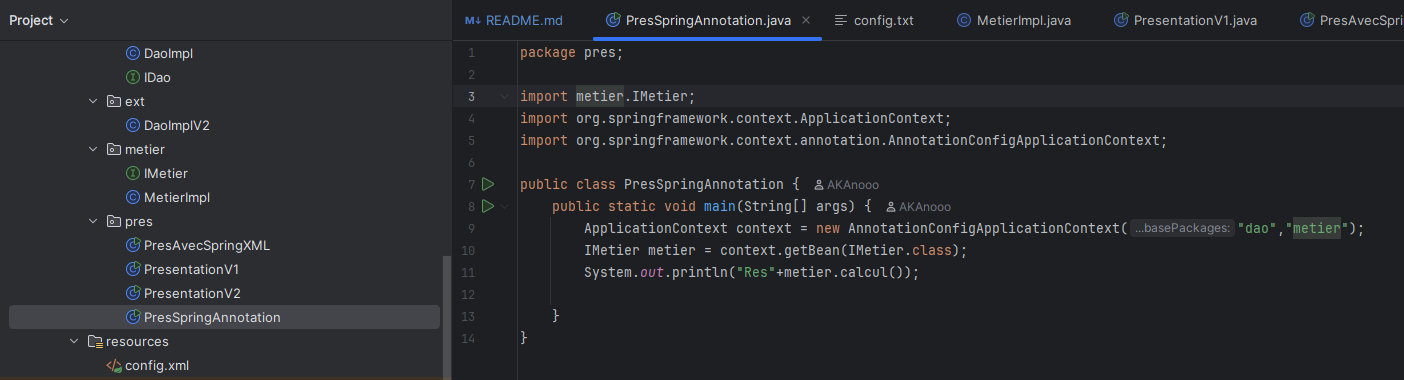 Project
DaoImpl
IDao
ext
DaoImplV2
metier
IMetier
MetierImpl
pres
PresAvecSpringXML
PresentationV1
PresentationV2
PresSpringAnnotation
resources
config.xml
README.md PresSpringAnnotation.java config.txt MetierImpl.java PresentationV1.java PresAvecSpri
1 package pres;
2
3 import metier.IMetier;
4 import org.springframework.context.ApplicationContext;
5 import org.springframework.context.annotation.AnnotationConfigApplicationContext;
6
7 public class PresSpringAnnotation { AKAnooo
8 public static void main(String[] args) { AKAnooo
9 ApplicationContext context = new AnnotationConfigApplicationContext( ...basePackages: "dao","metier");
10 IMetier metier = context.getBean(IMetier.class);
11 System.out.println("Res"+metier.calcul());
12
13 }
14 }